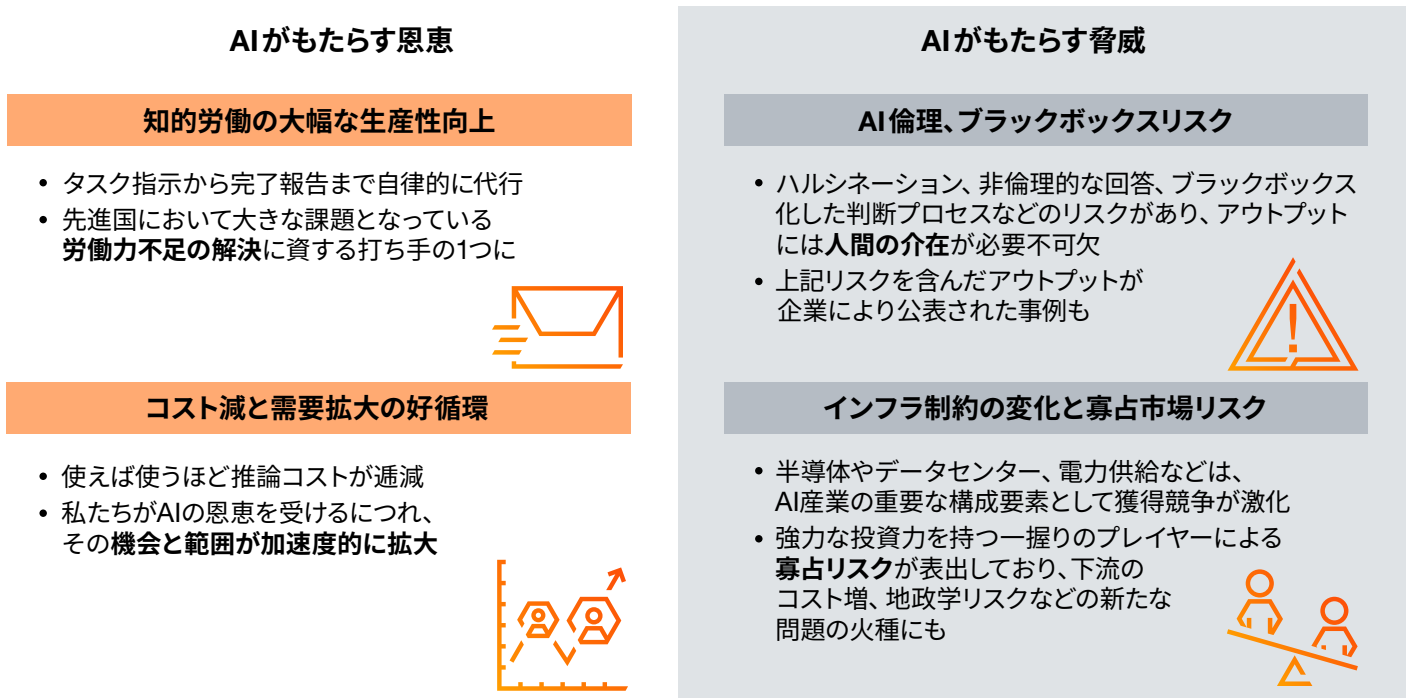 AIがもたらす恩恵
知的労働の大幅な生産性向上
• タスク指示から完了報告まで自律的に代行
• 先進国において大きな課題となっている
労働力不足の解決に資する打ち手の1つに
コスト減と需要拡大の好循環
• 使えば使うほど推論コストが逓減
• 私たちがAIの恩恵を受けるにつれ、
その機会と範囲が加速度的に拡大
AIがもたらす脅威
AI倫理、ブラックボックスリスク
• ハルシネーション、非倫理的な回答、ブラックボックス
化した判断プロセスなどのリスクがあり、アウトプット
には人間の介在が必要不可欠
• 上記リスクを含んだアウトプットが
企業により公表された事例も
インフラ制約の変化と寡占市場リスク
• 半導体やデータセンター、電力供給などは、
AI産業の重要な構成要素として獲得競争が激化
• 強力な投資力を持つ一握りのプレイヤーによる
寡占リスクが表出しており、下流の
コスト増、地政学リスクなどの新たな
問題の火種にも